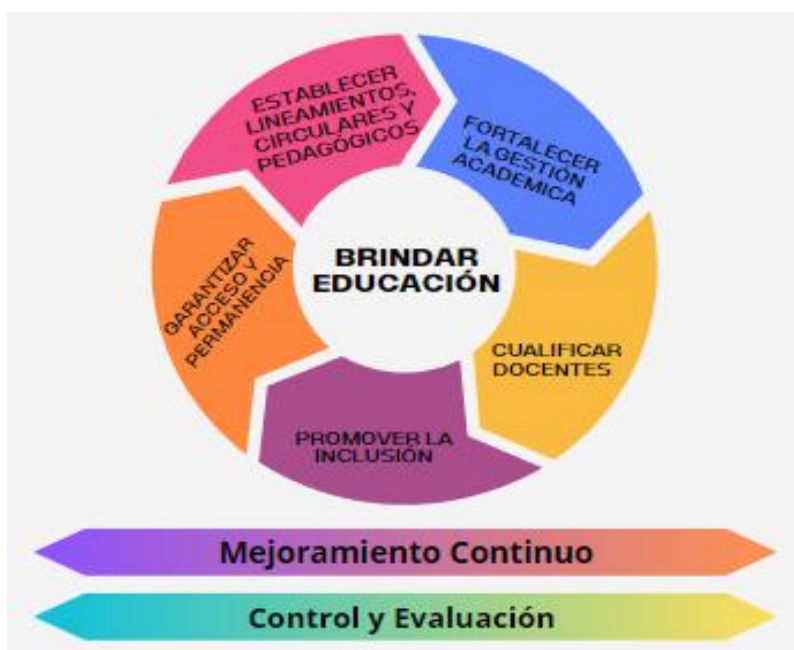 ESTABLECER
LINEAMIENTOS,
CIRCULARES Y
PEDAGÓGICOS
FORTALECER
LA GESTIÓN
ACADEMICA
CUALIFICAR
DOCENTES
PROMOVER LA
INCLUSIÓN
GARANTIZAR
ACCESO Y
PERMANENCIA
BRINDAR
EDUCACIÓN
Mejoramiento Continuo
Control y Evaluación